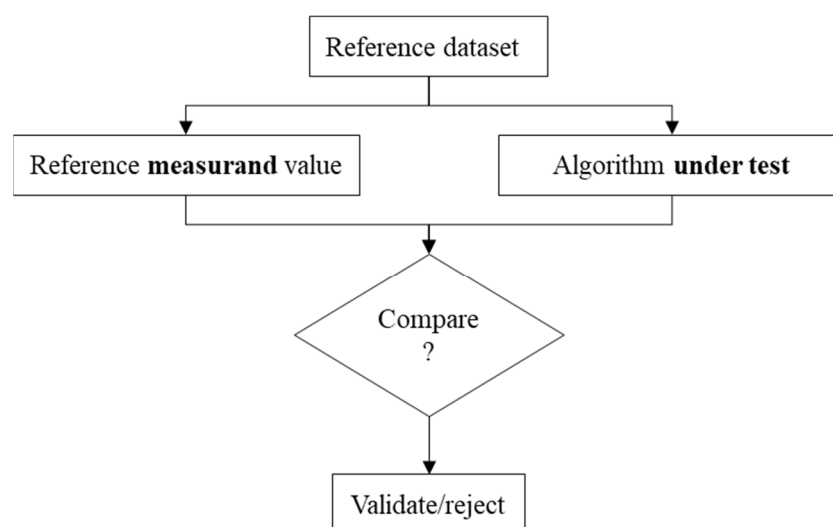 Reference dataset
Reference measurand value
Algorithm under test
Compare
?
Validate/reject